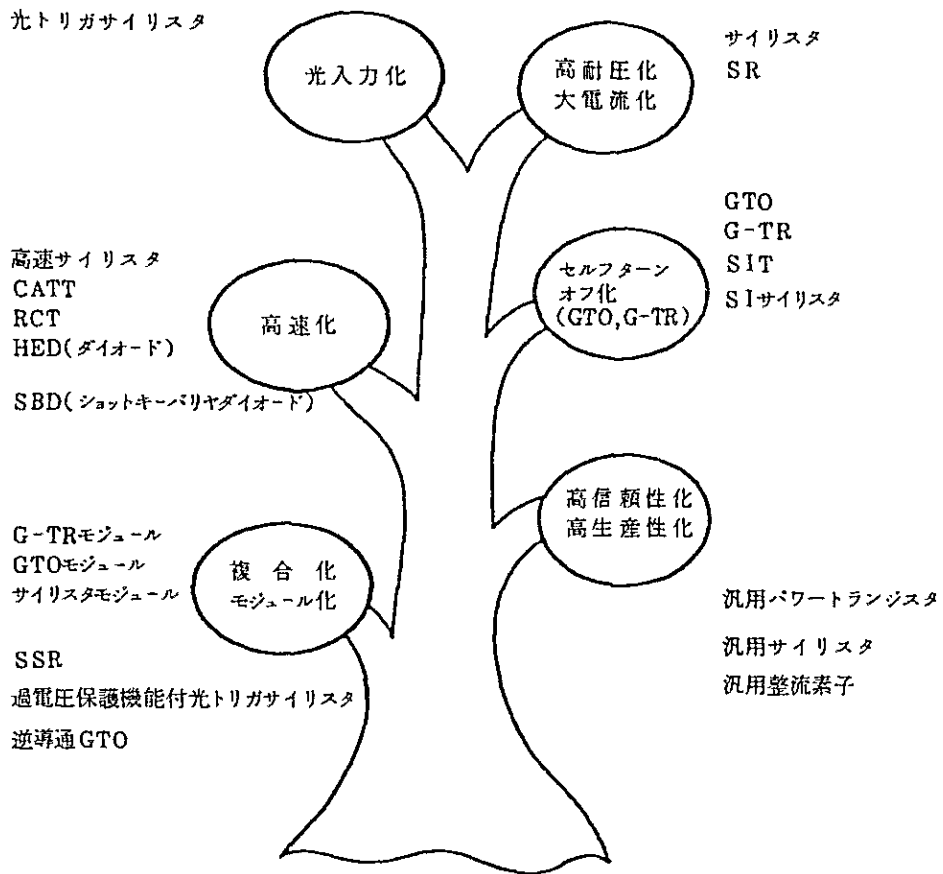 光トリガサイリスタ
光入力化
高耐圧化
大電流化
サイリスタ
SR
高速サイリスタ
CATT
RCT
HED(ダイオード)
SBD(ショットキーバリヤダイオード)
高速化
セルフターン
オフ化
(GTO,G-TR)
GTO
G-TR
SIT
SIサイリスタ
G-TRモジュール
GTOモジュール
サイリスタモジュール
SSR
過電圧保護機能付光トリガサイリスタ
逆導通GTO
複合化
モジュール化
高信頼性化
高生産性化
汎用パワートランジスタ
汎用サイリスタ
汎用整流素子